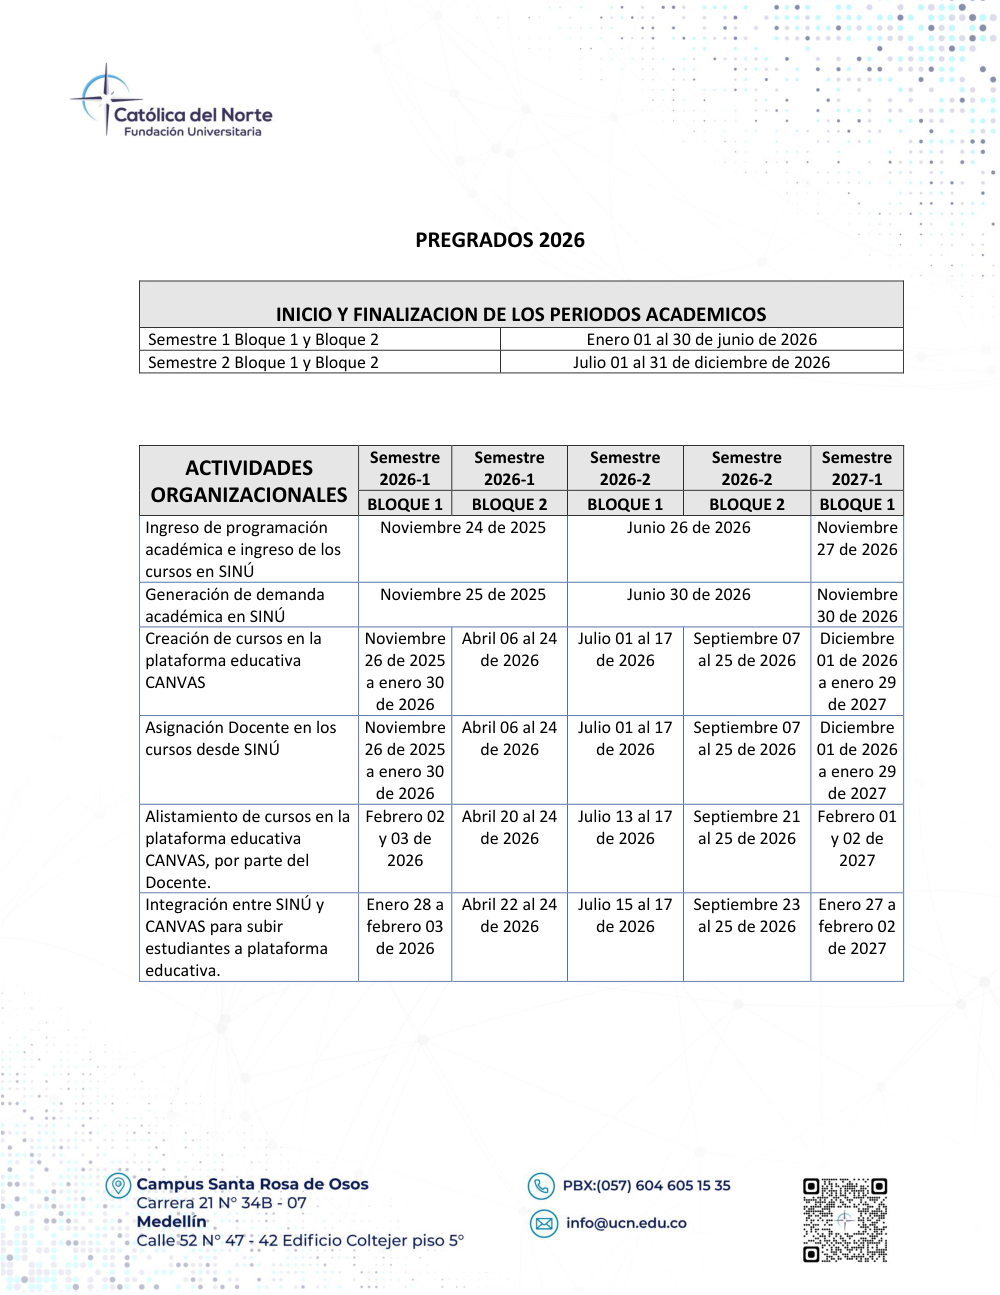 Católica del Norte
Fundación Universitaria
PREGRADOS 2026
INICIO Y FINALIZACION DE LOS PERIODOS ACADEMICOS
Semestre 1 Bloque 1 y Bloque 2 Enero 01 al 30 de junio de 2026
Semestre 2 Bloque 1 y Bloque 2 Julio 01 al 31 de diciembre de 2026
ACTIVIDADES
ORGANIZACIONALES
Semestre
2026-1
Semestre
2026-1
Semestre
2026-2
Semestre
2026-2
Semestre
2027-1
BLOQUE 1 BLOQUE 2 BLOQUE 1 BLOQUE 2 BLOQUE 1
Ingreso de programación
académica e ingreso de los
cursos en SINÚ
Noviembre 24 de 2025
Junio 26 de 2026
Noviembre
27 de 2026
Generación de demanda
académica en SINÚ
Noviembre 25 de 2025
Junio 30 de 2026
Noviembre
30 de 2026
Creación de cursos en la
plataforma educativa
CANVAS
Noviembre
26 de 2025
a enero 30
de 2026
Abril 06 al 24
de 2026
Julio 01 al 17
de 2026
Septiembre 07
al 25 de 2026
Diciembre
01 de 2026
a enero 29
de 2027
Asignación Docente en los
cursos desde SINÚ
Noviembre
26 de 2025
a enero 30
de 2026
Abril 06 al 24
de 2026
Julio 01 al 17
de 2026
Septiembre 07
al 25 de 2026
Diciembre
01 de 2026
a enero 29
de 2027
Alistamiento de cursos en la
plataforma educativa
CANVAS, por parte del
Docente.
Febrero 02
y 03 de
2026
Abril 20 al 24
de 2026
Julio 13 al 17
de 2026
Septiembre 21
al 25 de 2026
Febrero 01
y 02 de
2027
Integración entre SINÚ y
CANVAS para subir
estudiantes a plataforma
educativa.
Enero 28 a
febrero 03
de 2026
Abril 22 al 24
de 2026
Julio 15 al 17
de 2026
Septiembre 23
al 25 de 2026
Enero 27 a
febrero 02
de 2027
Campus Santa Rosa de Osos
Carrera 21 N° 34B - 07
Medellín
Calle 52 N° 47 - 42 Edificio Coltejer piso 5°
PBX:(057) 604 605 15 35
info@ucn.edu.co